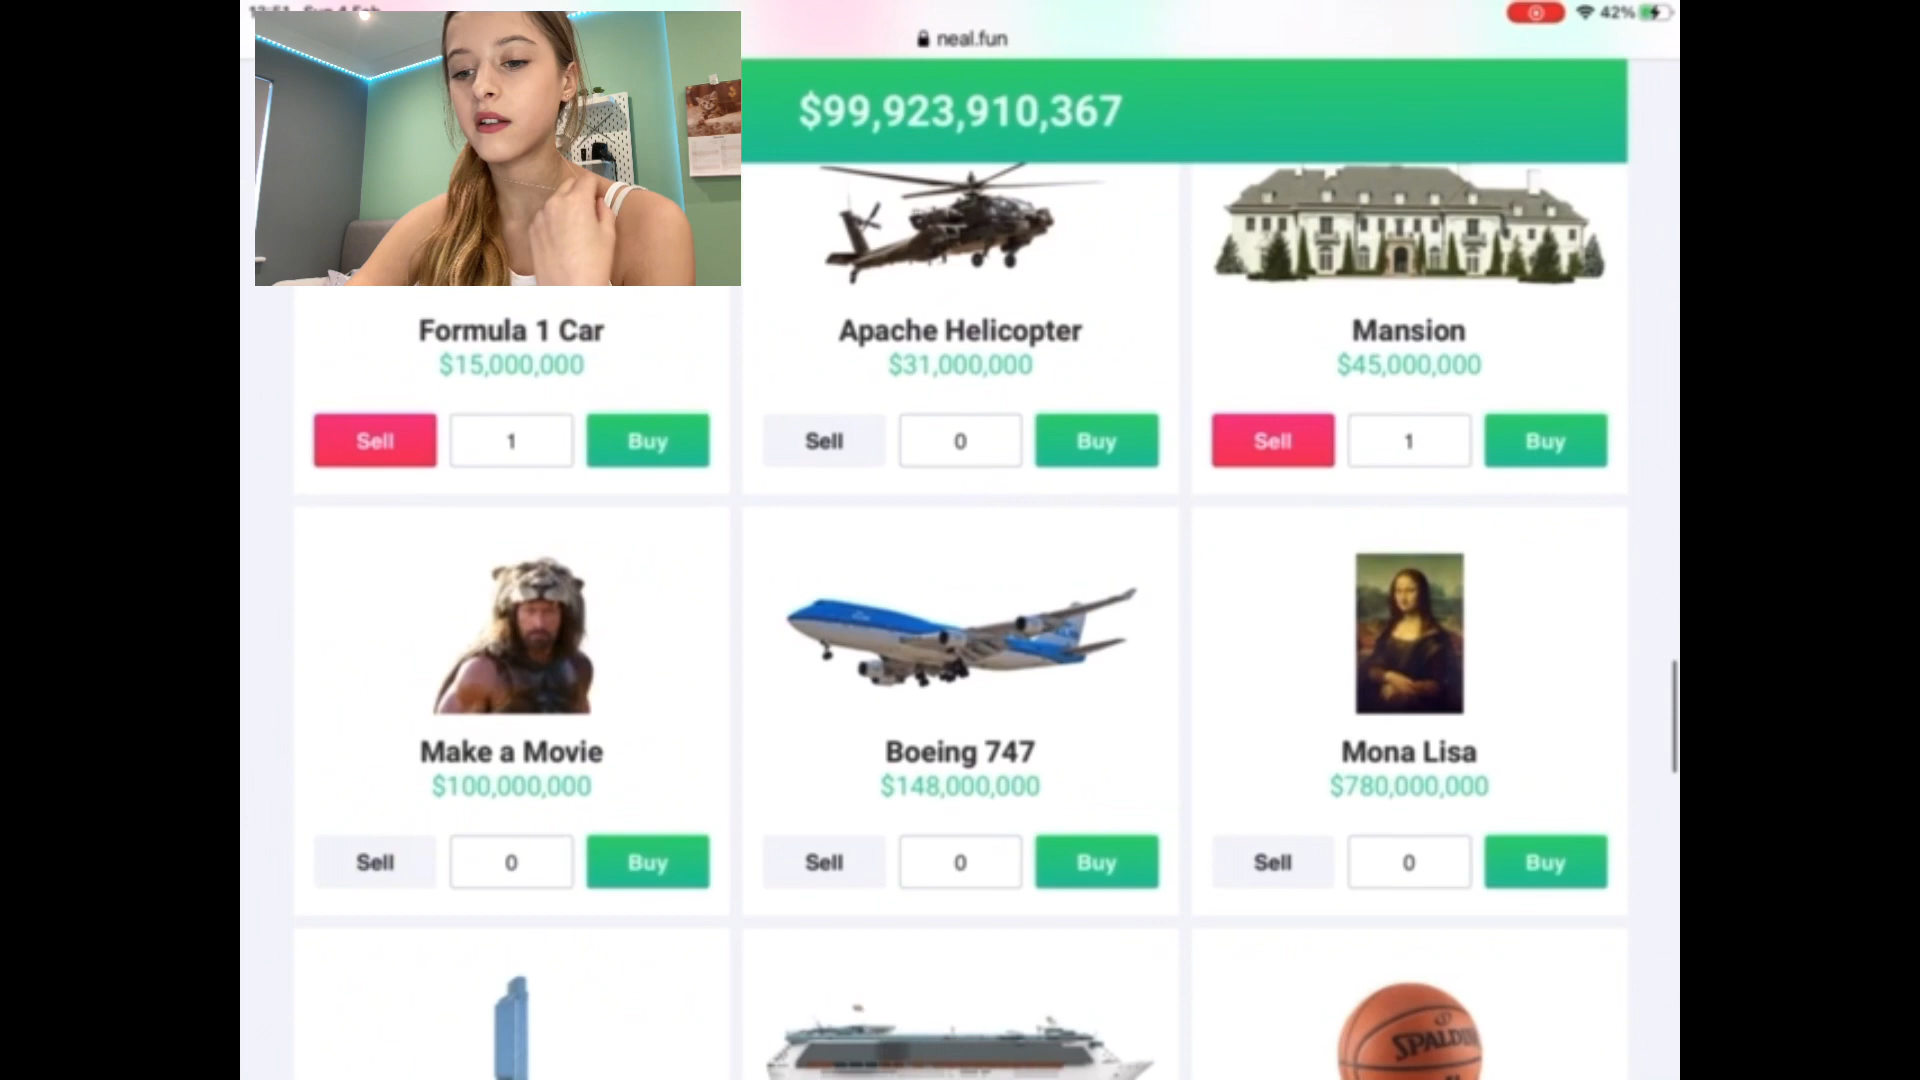 42%
neal.fun
$99,923,910,367
Formula 1 Car
$15,000,000
Sell
1
Buy
Apache Helicopter
$31,000,000
Sell
0
Buy
Mansion
$45,000,000
Sell
1
Buy
Make a Movie
$100,000,000
Sell
0
Buy
Boeing 747
$148,000,000
Sell
0
Buy
Mona Lisa
$780,000,000
Sell
0
Buy
SPALDING